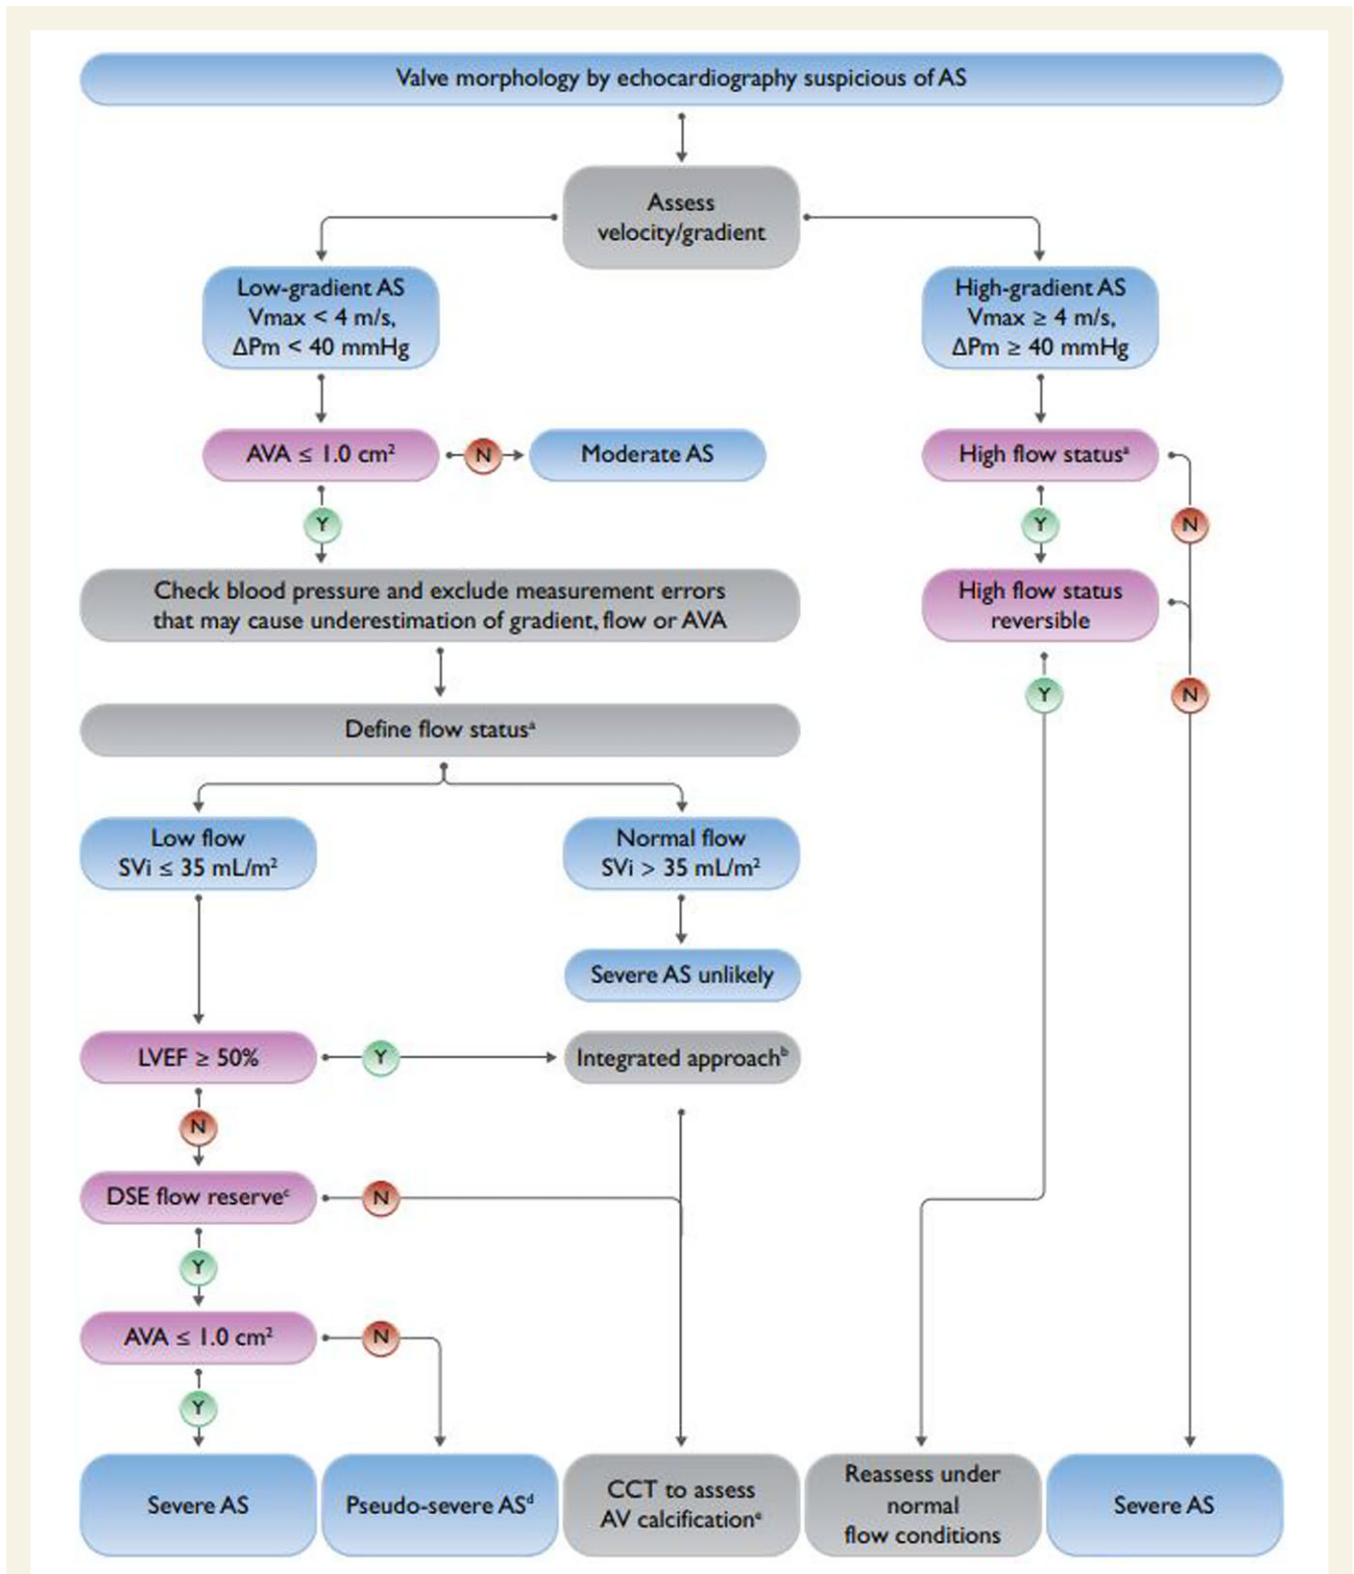 Valve morphology by echocardiography suspicious of AS
Assess
velocity/gradient
Low-gradient AS
Vmax < 4 m/s,
ΔPm < 40 mmHg
High-gradient AS
Vmax ≥ 4 m/s,
ΔPm ≥ 40 mmHg
AVA ≤ 1.0 cm²
N
Moderate AS
High flow statusᵃ
Y
Y
N
Check blood pressure and exclude measurement errors
that may cause underestimation of gradient, flow or AVA
High flow status
reversible
Y
N
Define flow statusᵃ
Low flow
SVi ≤ 35 mL/m²
Normal flow
SVi > 35 mL/m²
Severe AS unlikely
LVEF ≥ 50%
Y
Integrated approachᵇ
N
DSE flow reserveᶜ
N
Y
AVA ≤ 1.0 cm²
N
Y
Severe AS
Pseudo-severe ASᵈ
CCT to assess
AV calcificationᵉ
Reassess under
normal
flow conditions
Severe AS